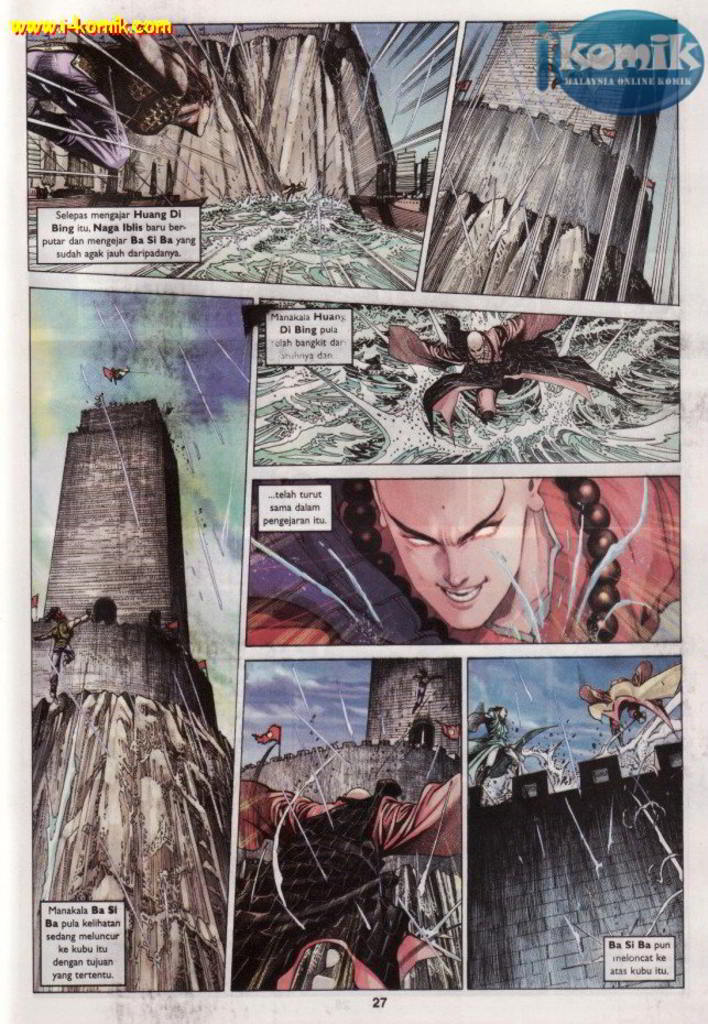 www.i-komik.com
i komik
MALAYSIA ONLINE KOMIK
Selepas mengajar Huang Di
Bing itu, Naga Iblis baru ber-
putar dan mengejar Ba Si Ba yang
sudah agak jauh daripadanya.
Makanala Huang
Di Bing pula
telah bangkit dari
dan
...telah turut
sama dalam
pengejaran itu.
Manakala Ba Si
Ba pula kelihatan
sedang meluncur
ke kubu itu
dengan tujuan
yang tertentu.
Ba Si Ba pun
meloncat ke
atas kubu itu.
27